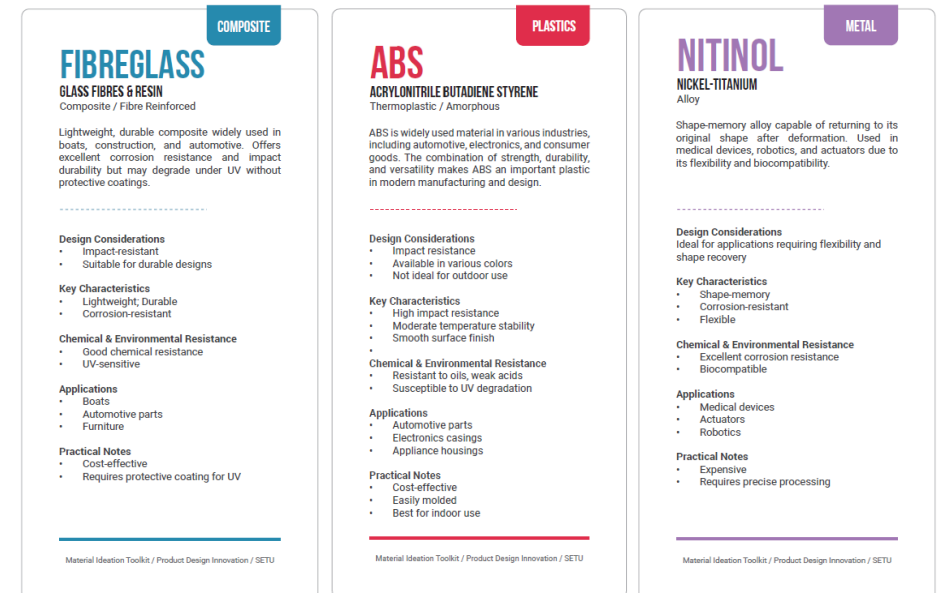 COMPOSITE
FIBREGLASS
GLASS FIBRES & RESIN
Composite / Fibre Reinforced
Lightweight, durable composite widely used in
boats, construction, and automotive. Offers
excellent corrosion resistance and impact
durability but may degrade under UV without
protective coatings.
Design Considerations
• Impact-resistant
• Suitable for durable designs
Key Characteristics
• Lightweight; Durable
• Corrosion-resistant
Chemical & Environmental Resistance
• Good chemical resistance
• UV-sensitive
Applications
• Boats
• Automotive parts
• Furniture
Practical Notes
• Cost-effective
• Requires protective coating for UV
Material Ideation Toolkit / Product Design Innovation / SETU
PLASTICS
ABS
ACRYLONITRILE BUTADIENE STYRENE
Thermoplastic / Amorphous
ABS is widely used material in various industries,
including automotive, electronics, and consumer
goods. The combination of strength, durability,
and versatility makes ABS an important plastic
in modern manufacturing and design.
Design Considerations
• Impact resistance
• Available in various colors
• Not ideal for outdoor use
Key Characteristics
• High impact resistance
• Moderate temperature stability
• Smooth surface finish
•
Chemical & Environmental Resistance
• Resistant to oils, weak acids
• Susceptible to UV degradation
Applications
• Automotive parts
• Electronics casings
• Appliance housings
Practical Notes
• Cost-effective
• Easily molded
• Best for indoor use
Material Ideation Toolkit / Product Design Innovation / SETU
METAL
NITINOL
NICKEL-TITANIUM
Alloy
Shape-memory alloy capable of returning to its
original shape after deformation. Used in
medical devices, robotics, and actuators due to
its flexibility and biocompatibility.
Design Considerations
Ideal for applications requiring flexibility and
shape recovery
Key Characteristics
• Shape-memory
• Corrosion-resistant
• Flexible
Chemical & Environmental Resistance
• Excellent corrosion resistance
• Biocompatible
Applications
• Medical devices
• Actuators
• Robotics
Practical Notes
• Expensive
• Requires precise processing
Material Ideation Toolkit / Product Design Innovation / SETU